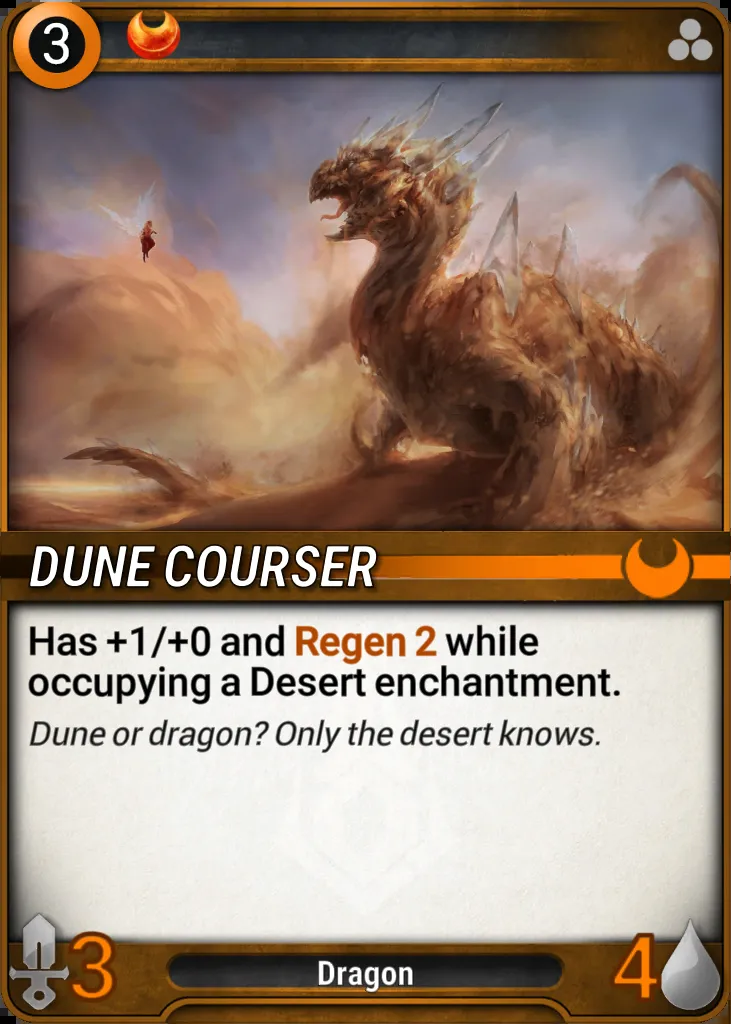 3
DUNE COURSER
Has +1/+0 and Regen 2 while
occupying a Desert enchantment.
Dune or dragon? Only the desert knows.
3
Dragon
4